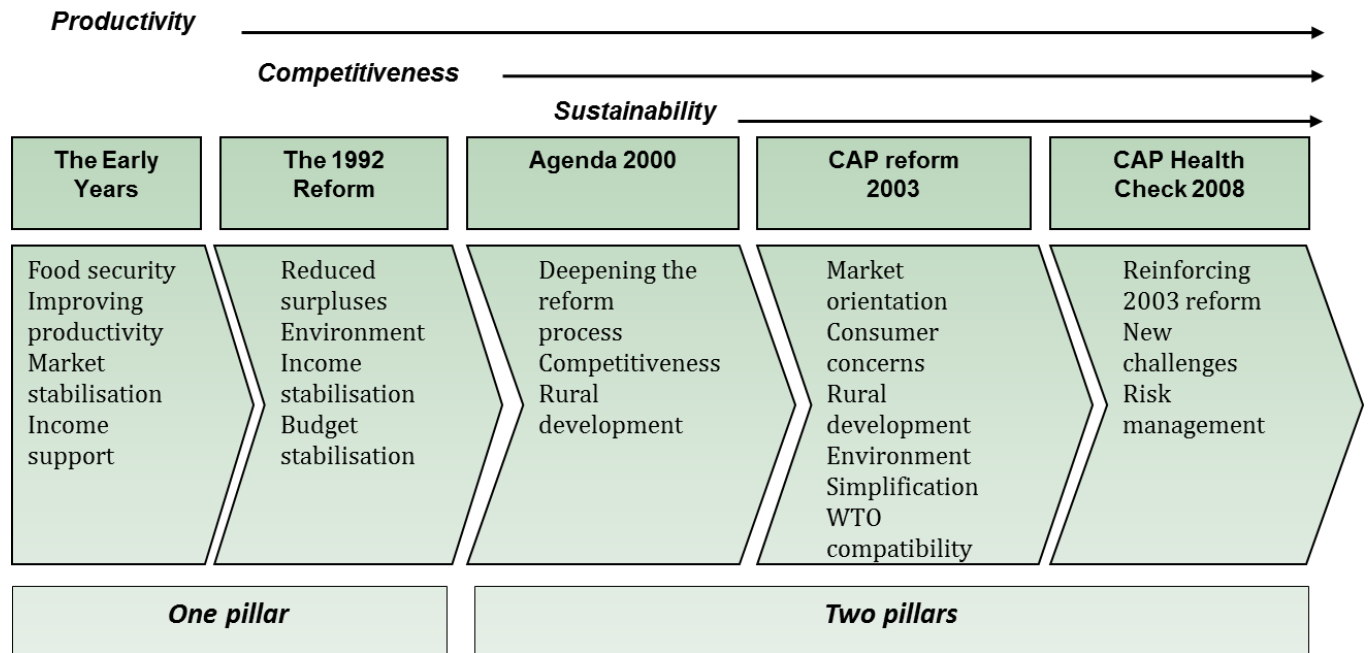 Productivity
Competitiveness
Sustainability
The Early
Years
The 1992
Reform
Agenda 2000
CAP reform
2003
CAP Health
Check 2008
Food security
Improving
productivity
Market
stabilisation
Income
support
Reduced
surpluses
Environment
Income
stabilisation
Budget
stabilisation
Deepening the
reform
process
Competitiveness
Rural
development
Market
orientation
Consumer
concerns
Rural
development
Environment
Simplification
WTO
compatibility
Reinforcing
2003 reform
New
challenges
Risk
management
One pillar
Two pillars